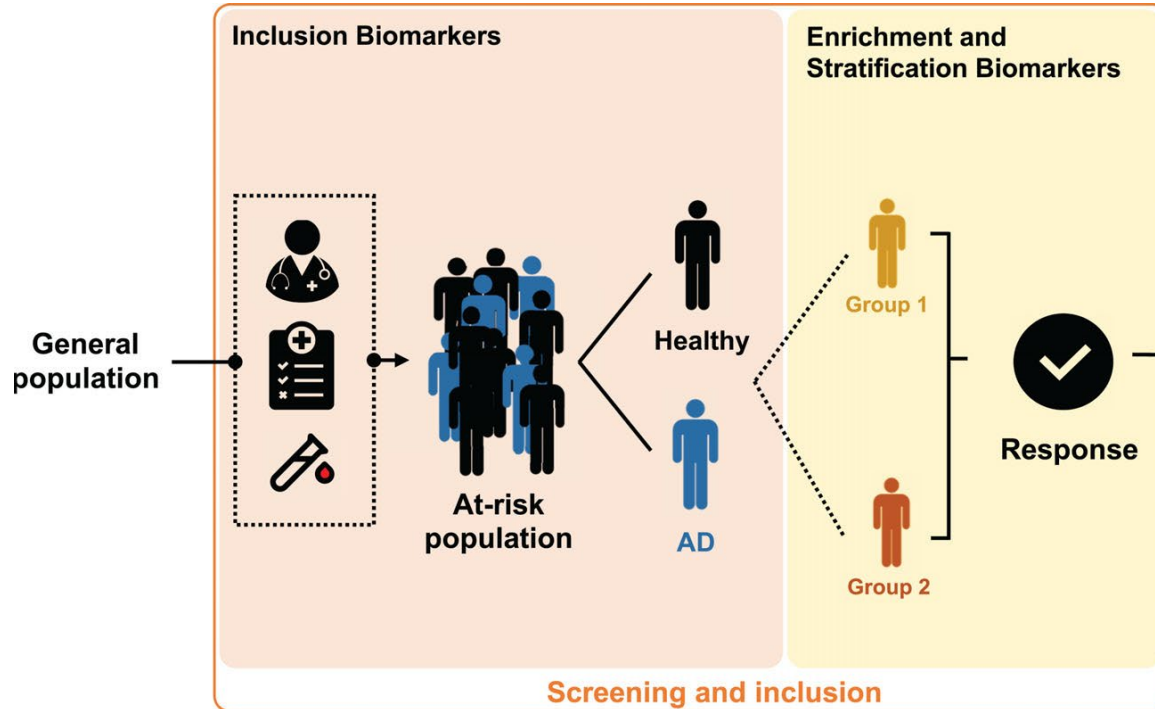 Inclusion Biomarkers
Enrichment and
Stratification Biomarkers
General
population
At-risk
population
Healthy
AD
Group 1
Group 2
Response
Screening and inclusion